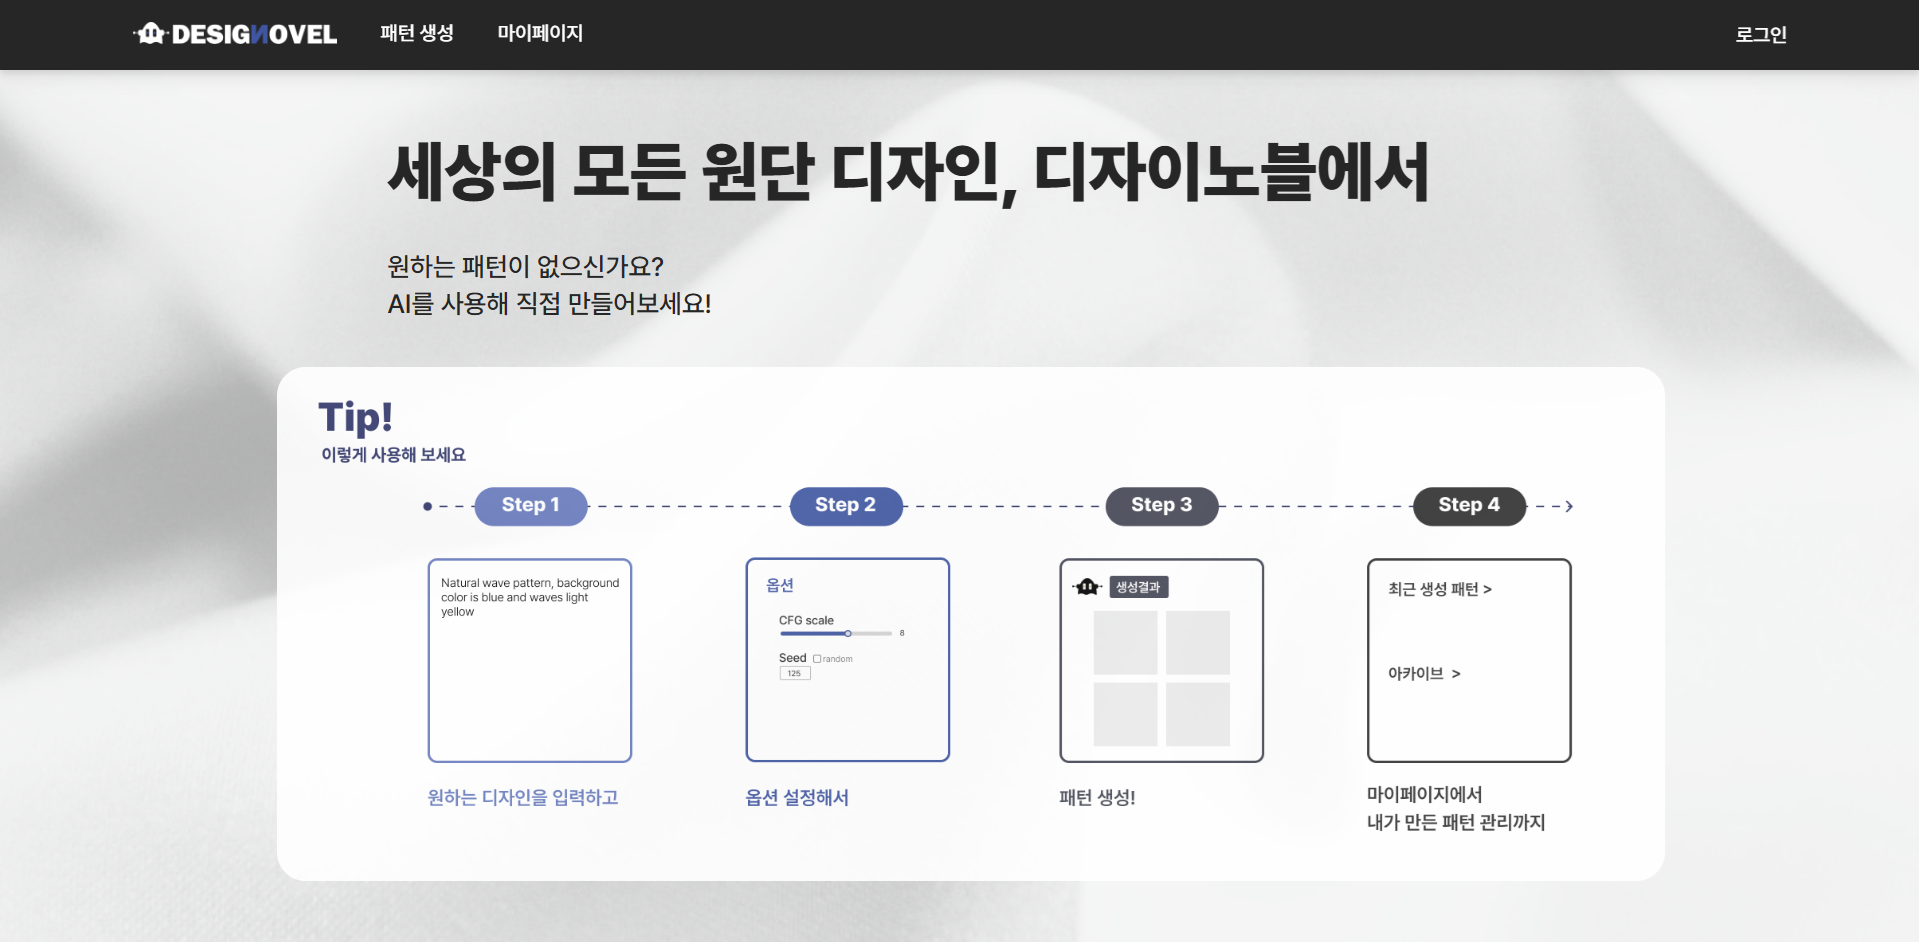 DESIGNOVEL
패턴 생성
마이페이지
로그인
세상의 모든 원단 디자인, 디자이노블에서
원하는 패턴이 없으신가요?
AI를 사용해 직접 만들어보세요!
Tip!
이렇게 사용해 보세요
Step 1
Step 2
Step 3
Step 4
Natural wave pattern, background
color is blue and waves light
yellow
원하는 디자인을 입력하고
옵션
CFG scale
8
Seed
random
125
옵션 설정해서
생성결과
패턴 생성!
최근 생성 패턴 >
아카이브 >
마이페이지에서
내가 만든 패턴 관리까지